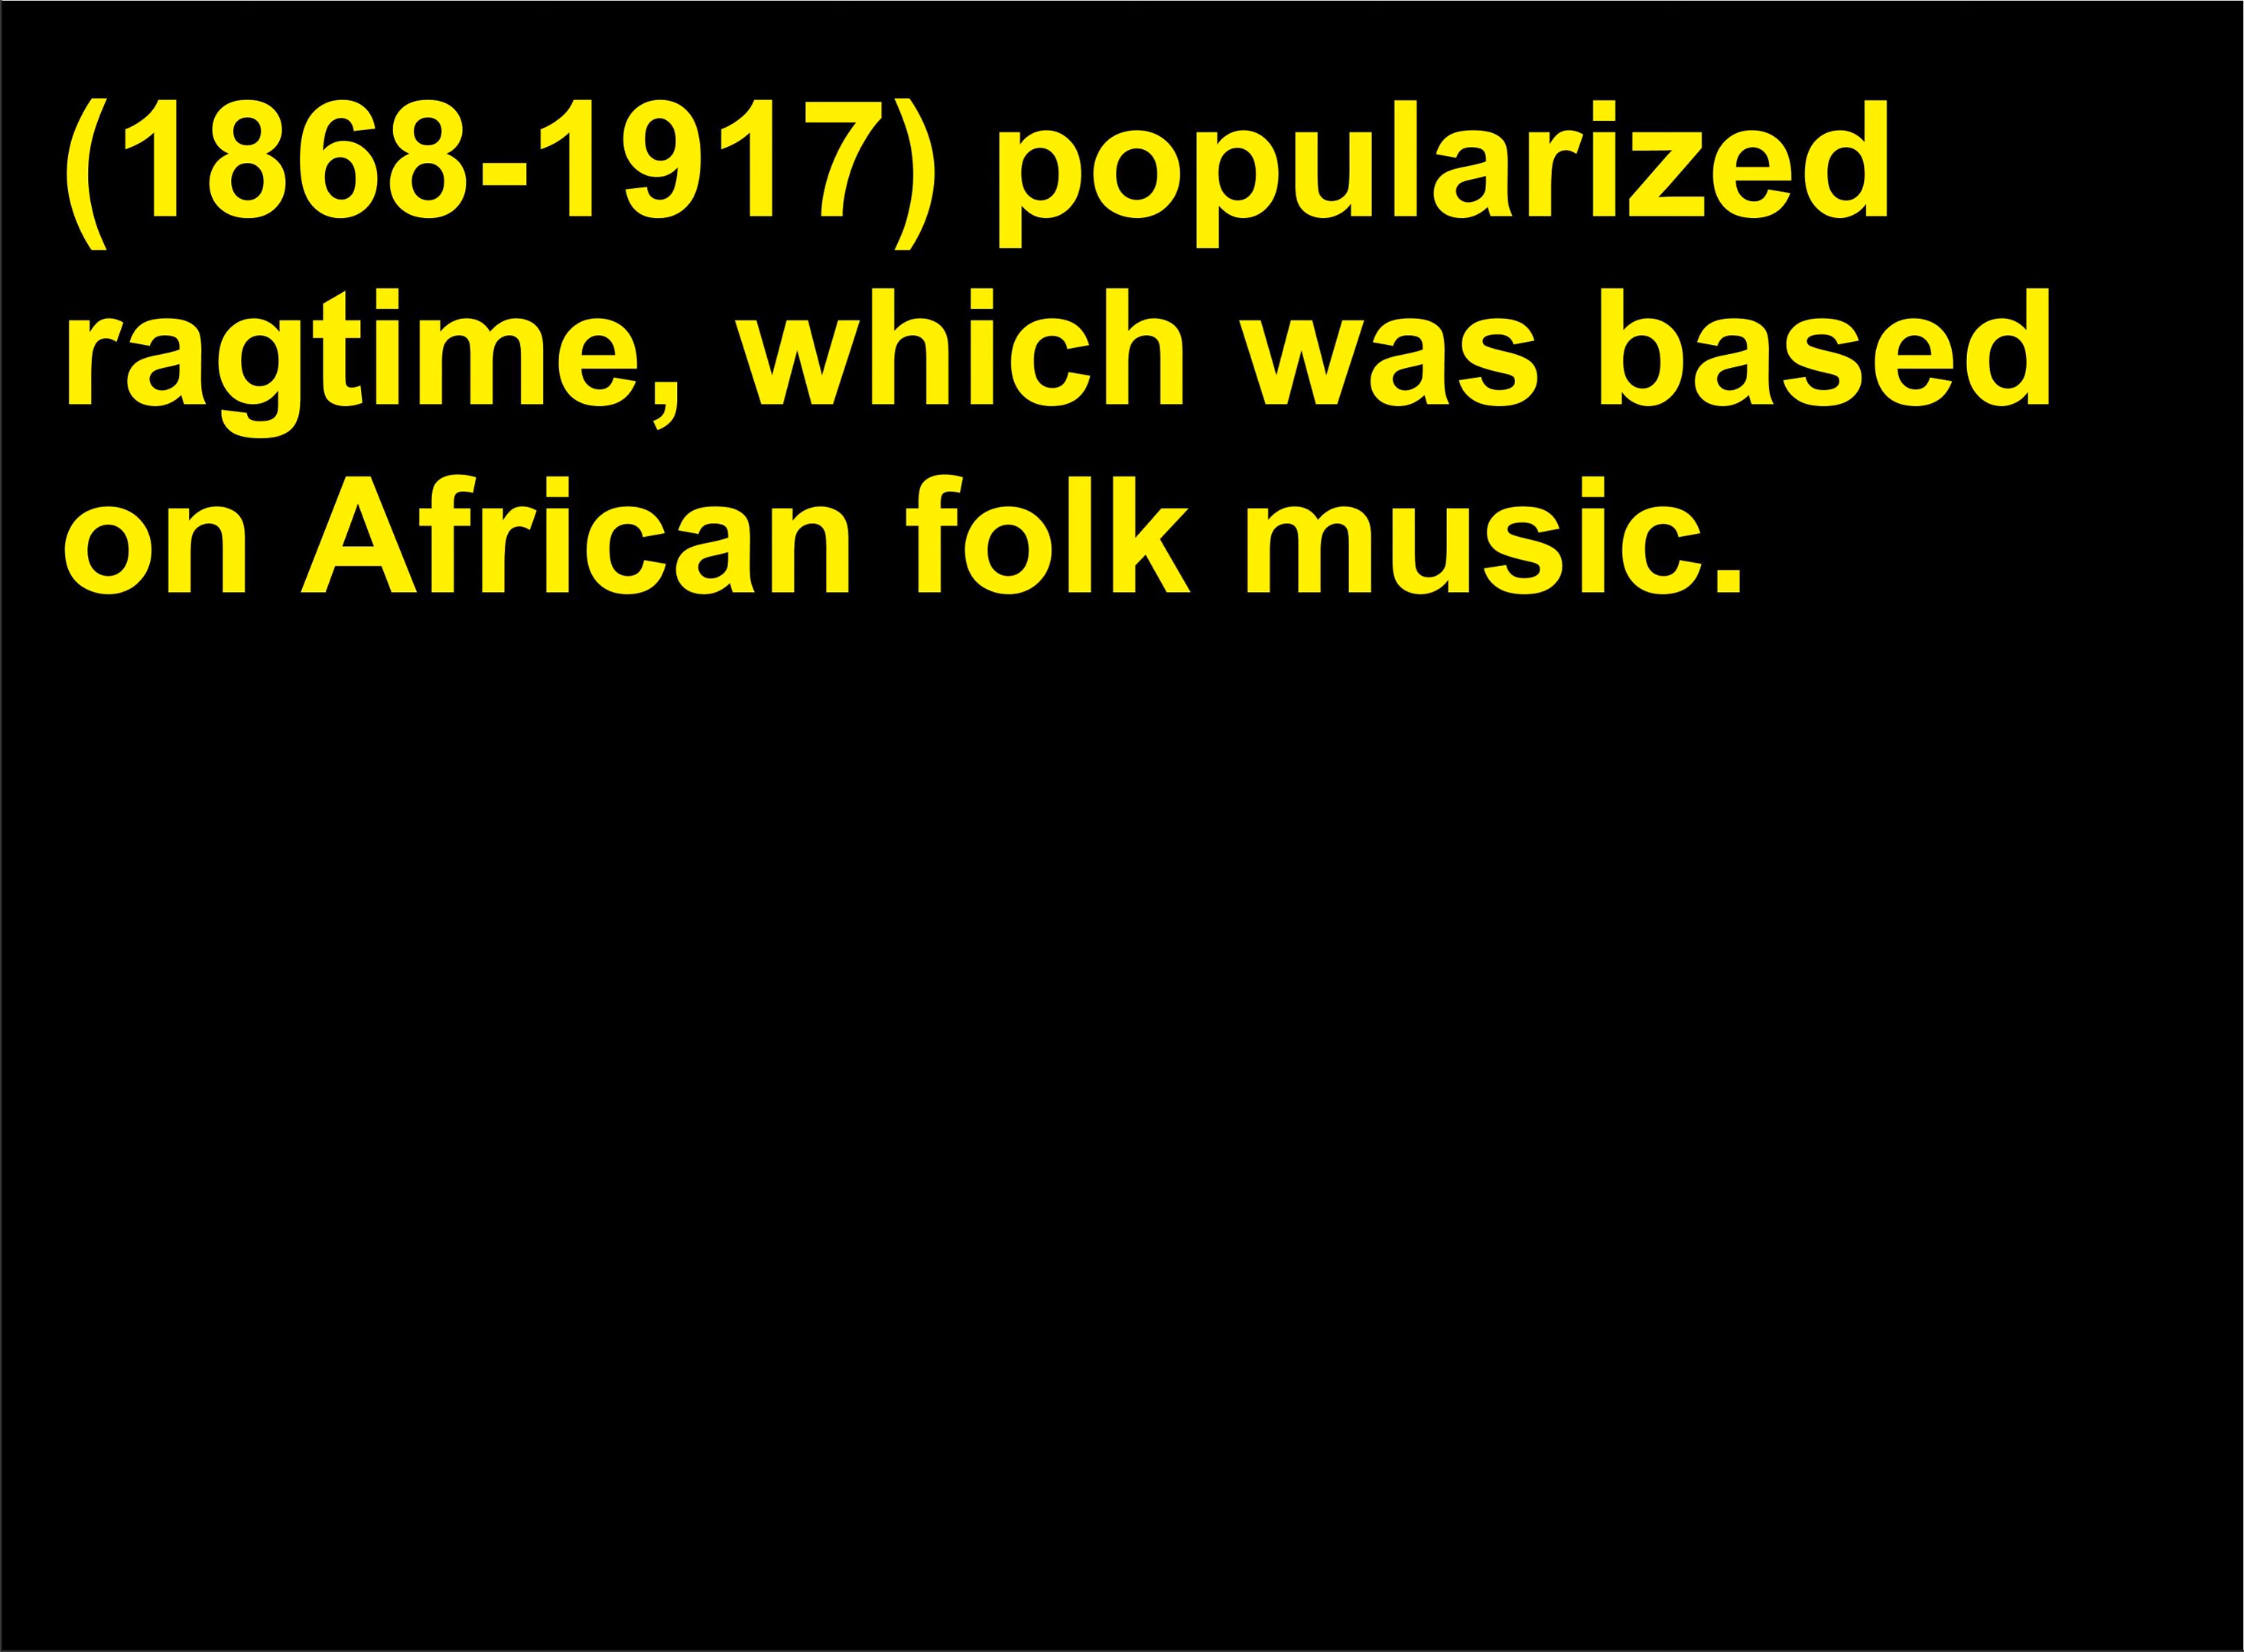 (1868-1917) popularized
ragtime, which was based
on African folk music.